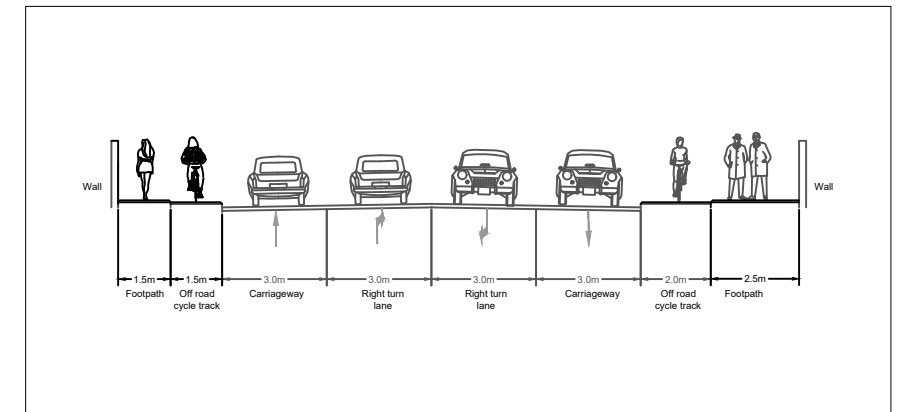 Wall
Wall
1.5m
1.5m
3.0m
3.0m
3.0m
3.0m
2.0m
2.5m
Footpath
Off road
cycle track
Carriageway
Right turn
lane
Right turn
lane
Carriageway
Off road
cycle track
Footpath